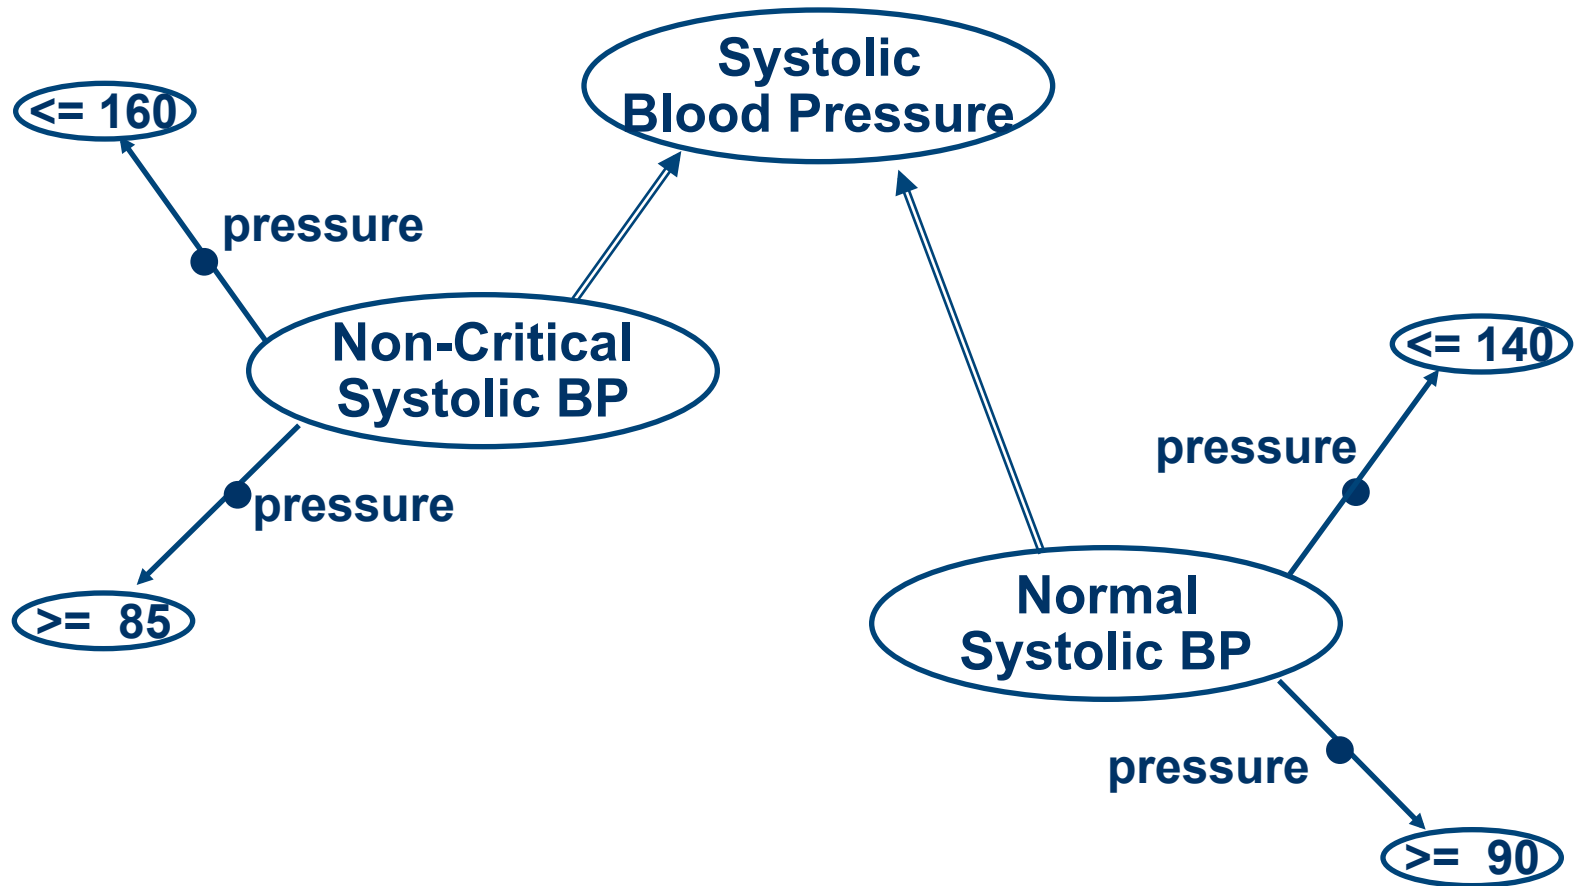 Systolic
Blood Pressure
<= 160
pressure
Non-Critical
Systolic BP
pressure
>= 85
<= 140
pressure
Normal
Systolic BP
pressure
>= 90